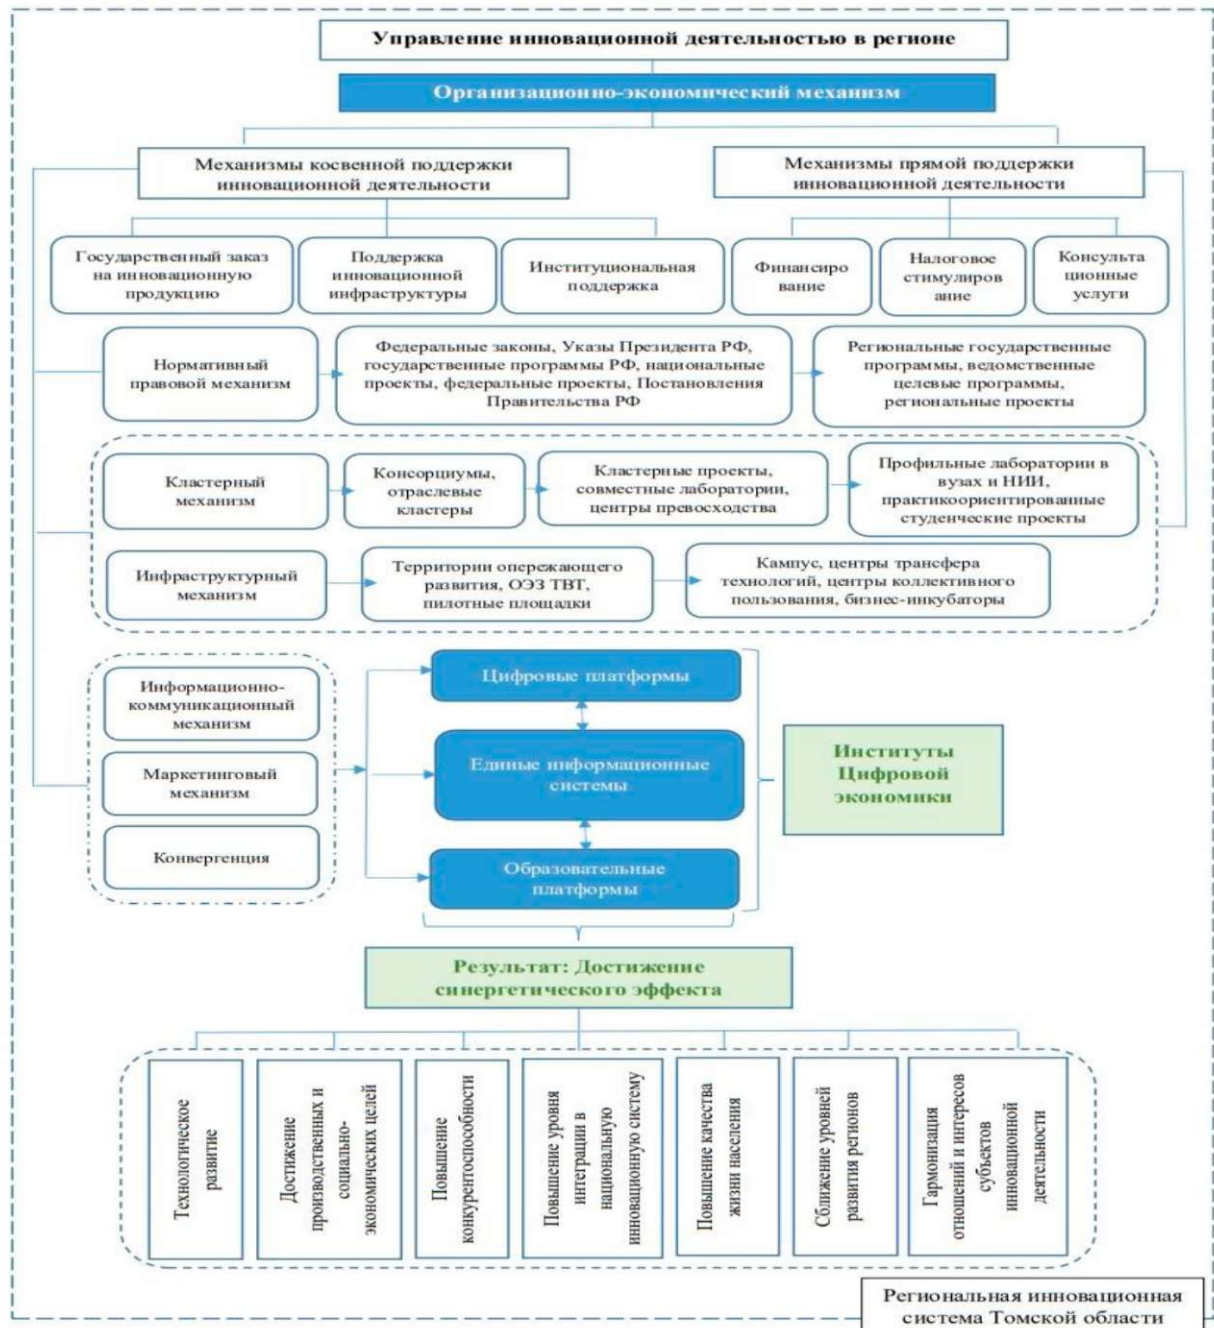 Управление инновационной деятельностью в регионе
Организационно-экономический механизм
Механизмы косвенной поддержки
инновационной деятельности
Механизмы прямой поддержки
инновационной деятельности
Государственный заказ
на инновационную
продукцию
Поддержка
инновационной
инфраструктуры
Институциональная
поддержка
Финансиро
вание
Налоговое
стимулиров
ание
Консульта
ционные
услуги
Нормативный
правовой механизм
Федеральные законы, Указы Президента РФ,
государственные программы РФ, национальные
проекты, федеральные проекты, Постановления
Правительства РФ
Региональные государственные
программы, ведомственные
целевые программы,
региональные проекты
Кластерный
механизм
Консорциумы,
отраслевые
кластеры
Кластерные проекты,
совместные лаборатории,
центры превосходства
Профильные лаборатории в
вузах и НИИ,
практикоориентированные
студенческие проекты
Инфраструктурный
механизм
Территории опережающего
развития, ОЭЗ ТВТ,
пилотные площадки
Кампус, центры трансфера
технологий, центры коллективного
пользования, бизнес-инкубаторы
Информационно-
коммуникационный
механизм
Маркетинговый
механизм
Конвергенция
Цифровые платформы
Единые информационные
системы
Образовательные
платформы
Институты
Цифровой
экономики
Результат: Достижение
синергетического эффекта
Технологическое
развитие
Достижение
производственных и
социально-
экономических целей
Повышение
конкурентоспособности
Повышение уровня
интеграции в
национальную
инновационную систему
Повышение качества
жизни населения
Сближение уровней
развития регионов
Гармонизация
отношений и интересов
субъектов
инновационной
деятельности
Региональная инновационная
система Томской области